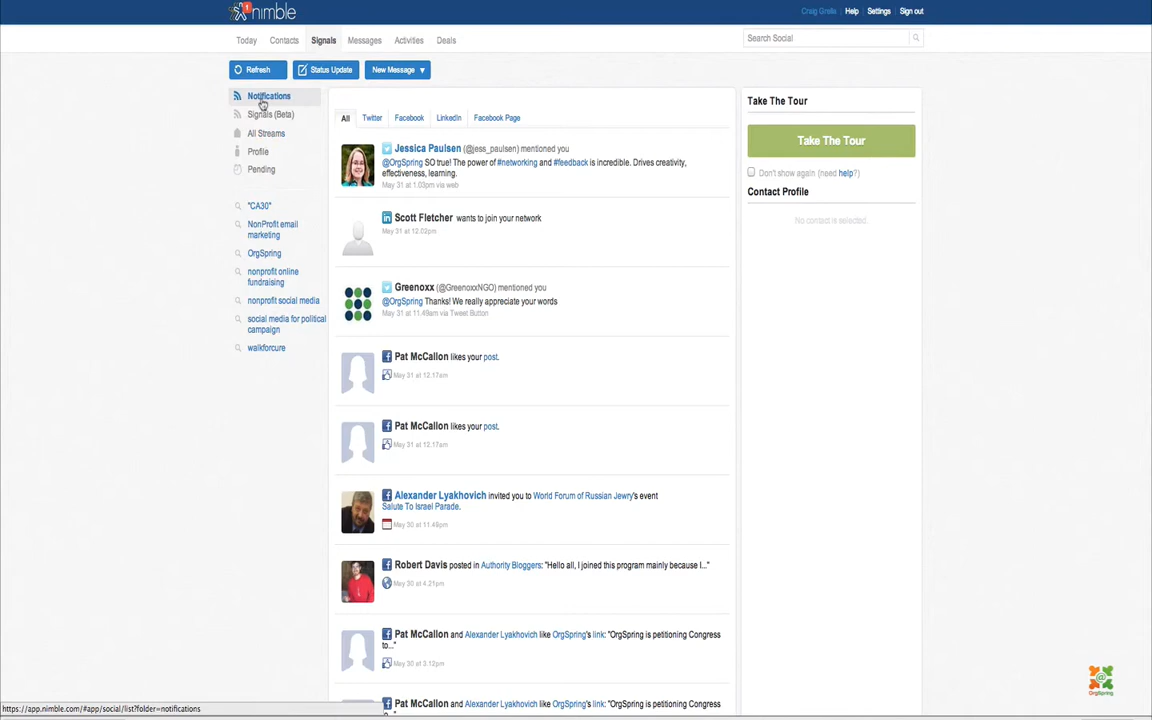 1
nimble
Craig Grella Help Settings Sign out
Today Contacts Signals Messages Activities Deals
Search Social
Refresh Status Update New Message
Notifications
Signals (Beta)
All Streams
Profile
Pending
"CA30"
NonProfit email
marketing
OrgSpring
nonprofit online
fundraising
nonprofit social media
social media for political
campaign
walkforcure
All Twitter Facebook LinkedIn Facebook Page
Jessica Paulsen (@jess_paulsen) mentioned you
@OrgSpring SO true! The power of #networking and #feedback is incredible. Drives creativity,
effectiveness, learning.
May 31 at 1.03pm via web
Scott Fletcher wants to join your network
May 31 at 12.02pm
Greenoxx (@GreenoxxNGO) mentioned you
@OrgSpring Thanks! We really appreciate your words
May 31 at 11.49am via Tweet Button
Pat McCallon likes your post.
May 31 at 12.17am
Pat McCallon likes your post.
May 31 at 12.17am
Alexander Lyakhovich invited you to World Forum of Russian Jewry's event
Salute To Israel Parade.
May 30 at 11.49pm
Robert Davis posted in Authority Bloggers: "Hello all, I joined this program mainly because I..."
May 30 at 4.21pm
Pat McCallon and Alexander Lyakhovich like OrgSpring's link: "OrgSpring is petitioning Congress
to..."
May 30 at 3.12pm
Pat McCallon and Alexander Lyakhovich like OrgSpring's link: "OrgSpring is petitioning Congress
Take The Tour
Take The Tour
Don't show again (need help?)
Contact Profile
No contact is selected.
@
OrgSpring
https://app.nimble.com/#app/social/list?folder=notifications